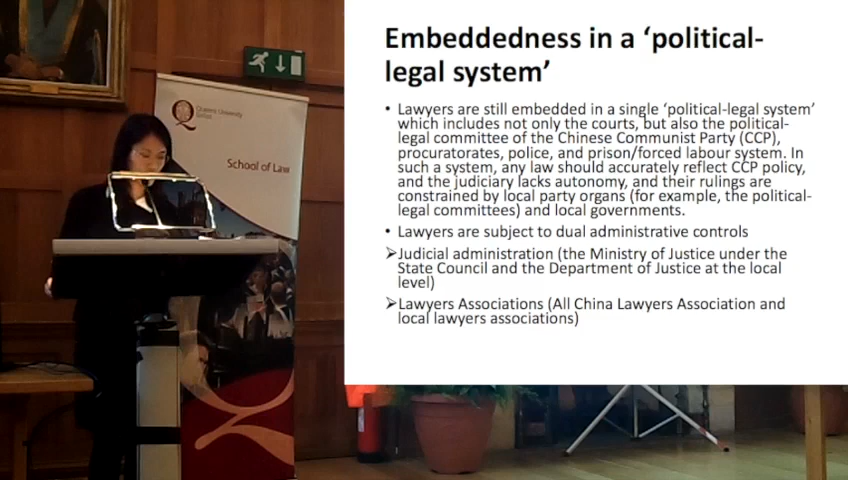 Queen's University
Belfast
School of Law
Embeddedness in a ‘political-
legal system’
• Lawyers are still embedded in a single ‘political-legal system’
which includes not only the courts, but also the political-
legal committee of the Chinese Communist Party (CCP),
procuratorates, police, and prison/forced labour system. In
such a system, any law should accurately reflect CCP policy,
and the judiciary lacks autonomy, and their rulings are
constrained by local party organs (for example, the political-
legal committees) and local governments.
• Lawyers are subject to dual administrative controls
➢Judicial administration (the Ministry of Justice under the
State Council and the Department of Justice at the local
level)
➢Lawyers Associations (All China Lawyers Association and
local lawyers associations)